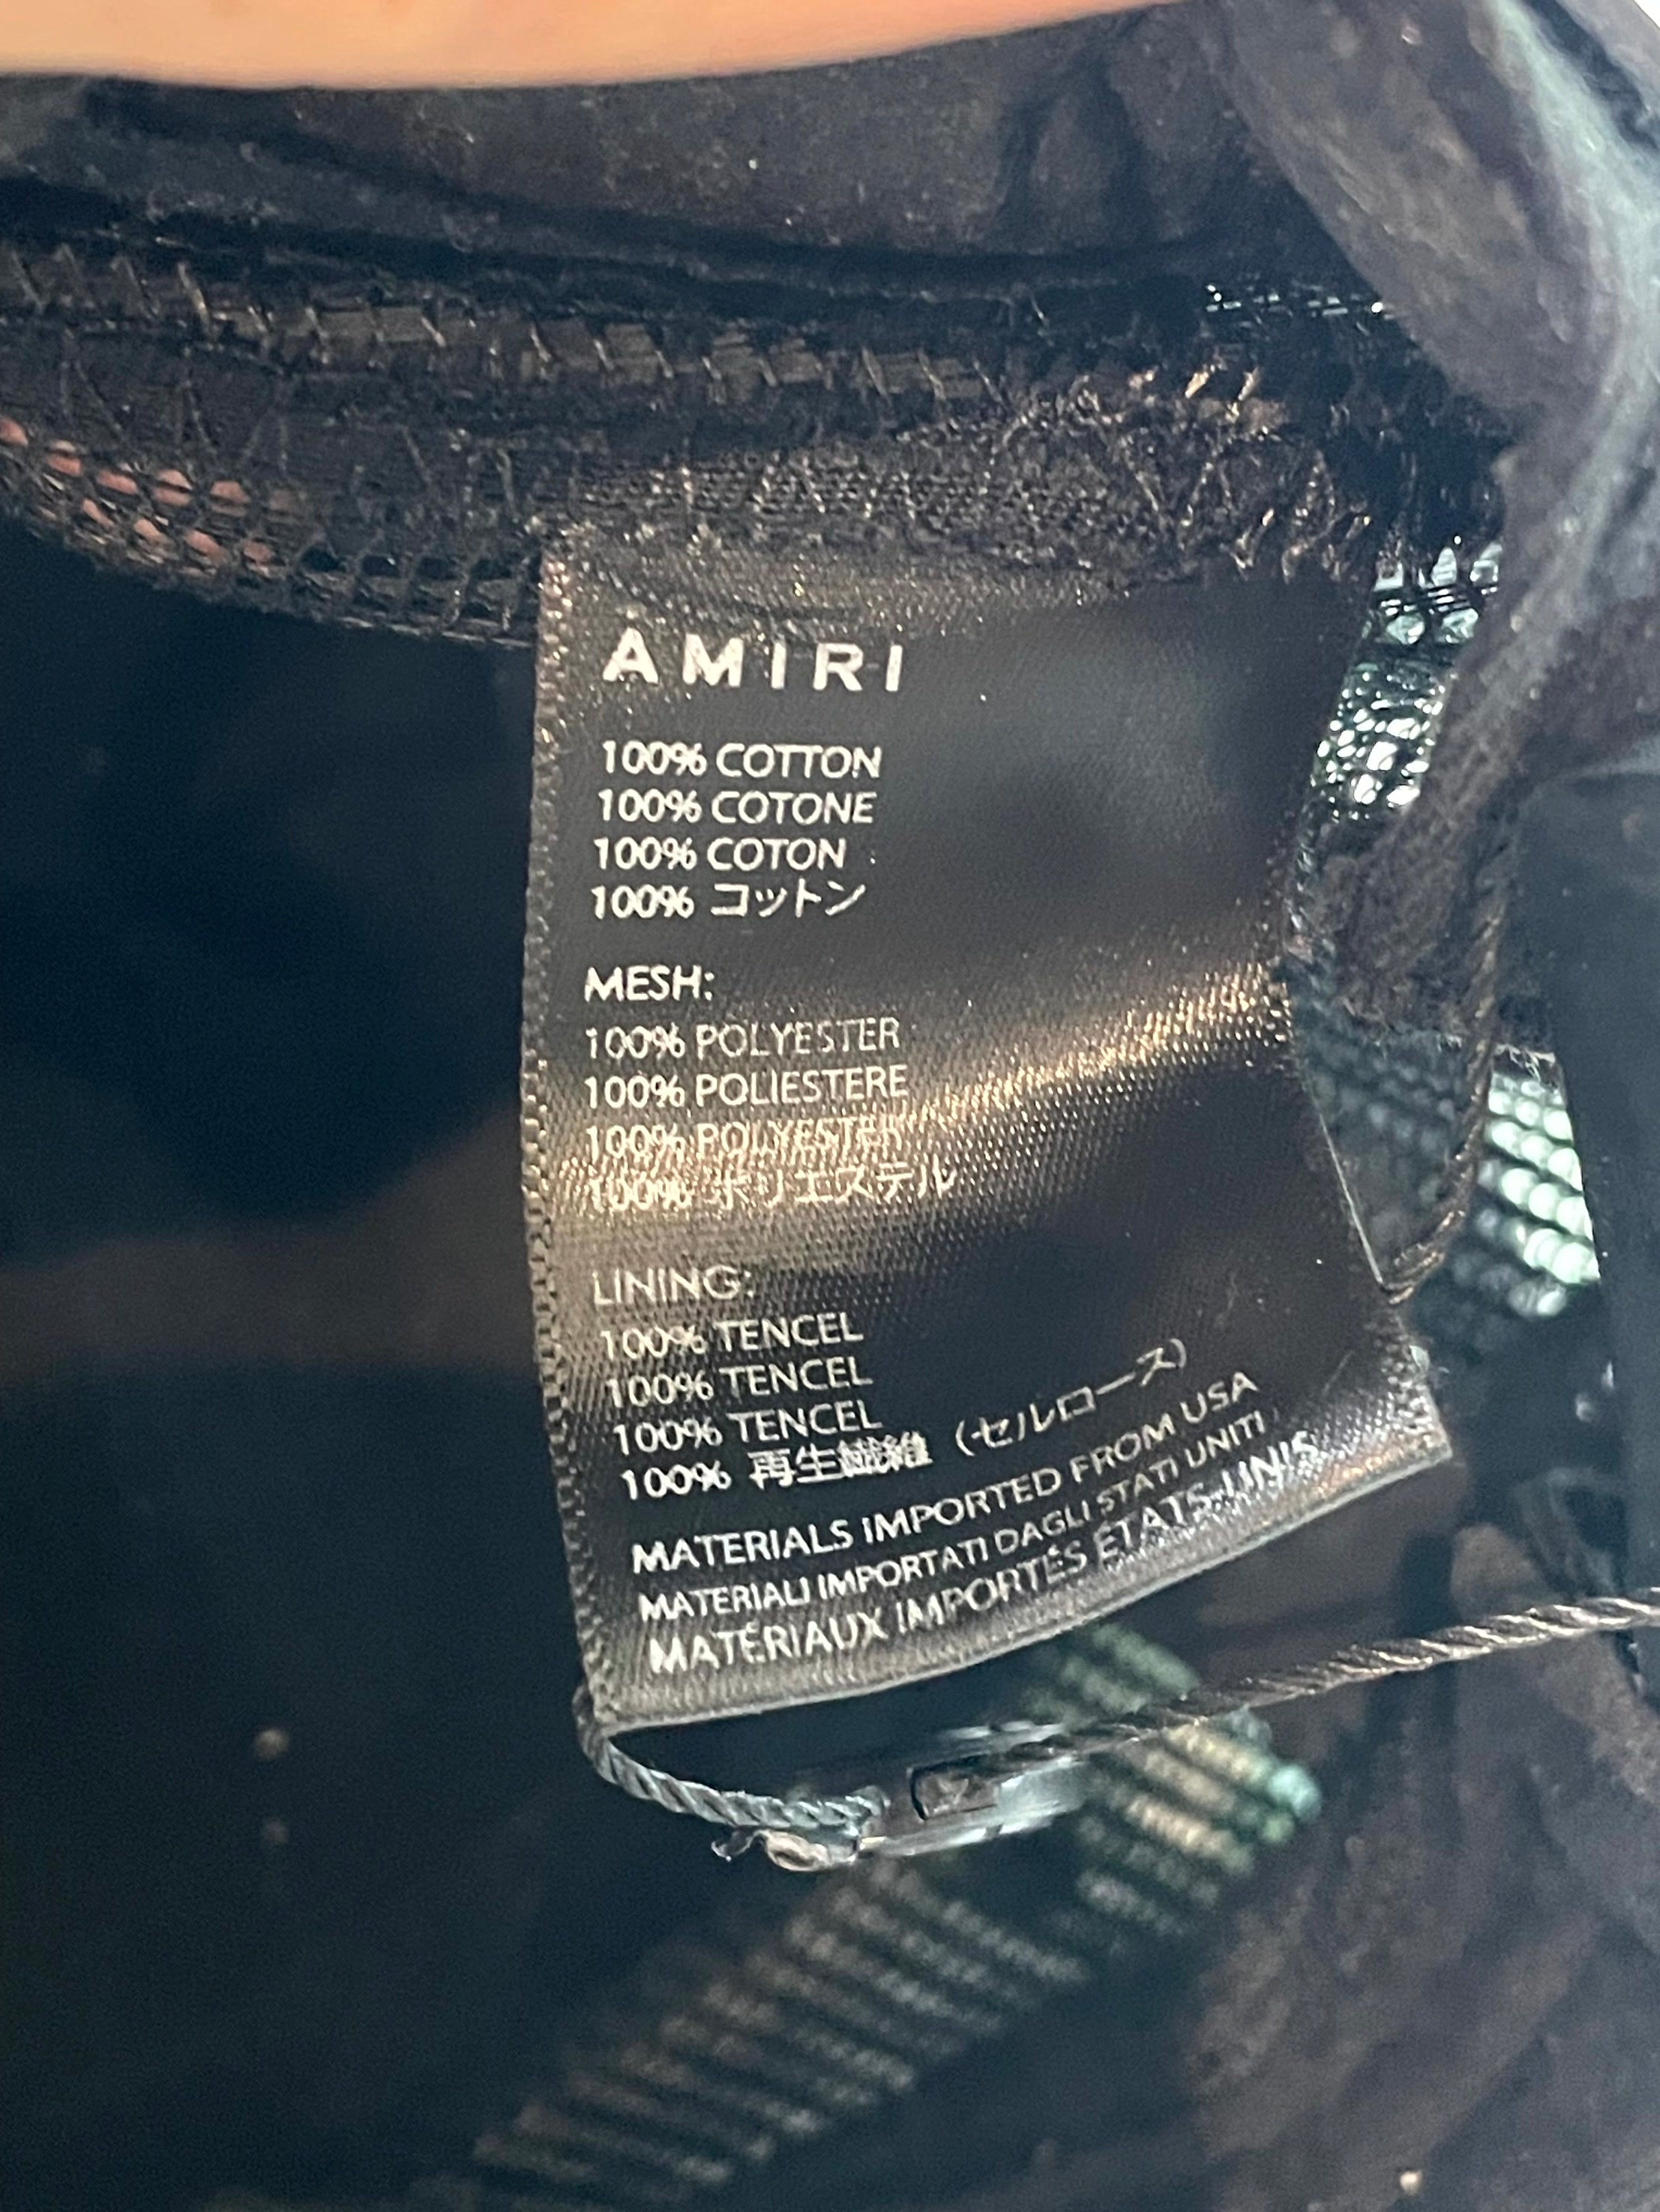 AMIRI
100% COTTON
100% COTONE
100% COTON
100% コットン
MESH:
100% POLYESTER
100% POLIESTERE
100% POLYESTER
100% ポリエステル
LINING:
100% TENCEL
100% TENCEL
100% TENCEL
100% 再生繊維 (セルロース)
MATERIALS IMPORTED FROM USA
MATERIALI IMPORTATI DAGLI STATI UNITI
MATÉRIAUX IMPORTÉS ÉTATS-UNIS